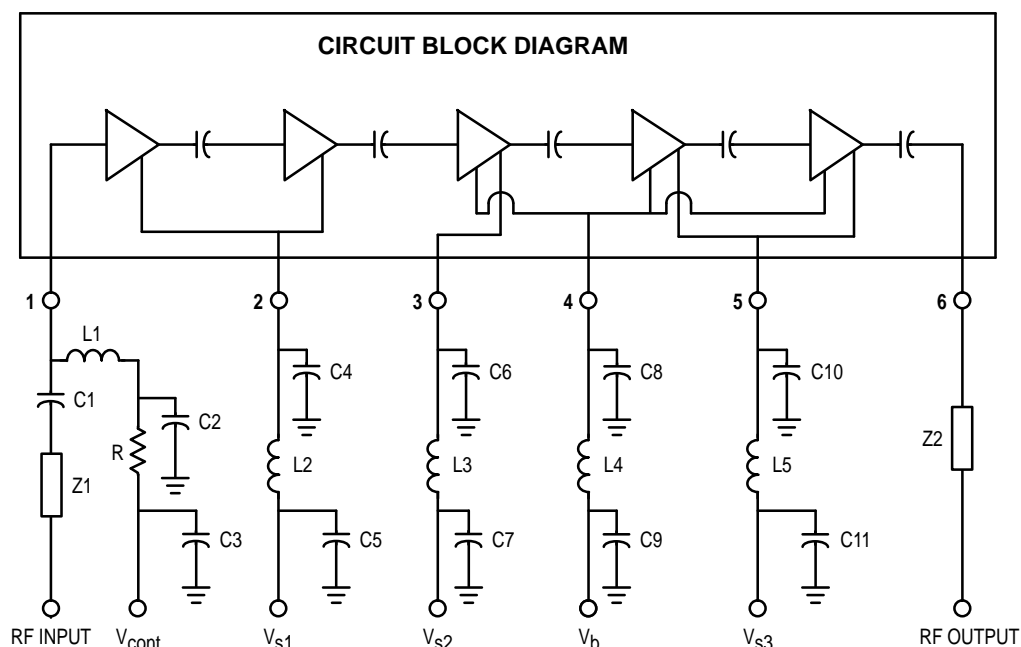 CIRCUIT BLOCK DIAGRAM
1 2 3 4 5 6
L1
C4 C6 C8 C10
C1
C2
R
Z1
L2 L3 L4 L5
Z2
C3 C5 C7 C9 C11
RF INPUT Vcont Vs1 Vs2 Vb Vs3 RF OUTPUT